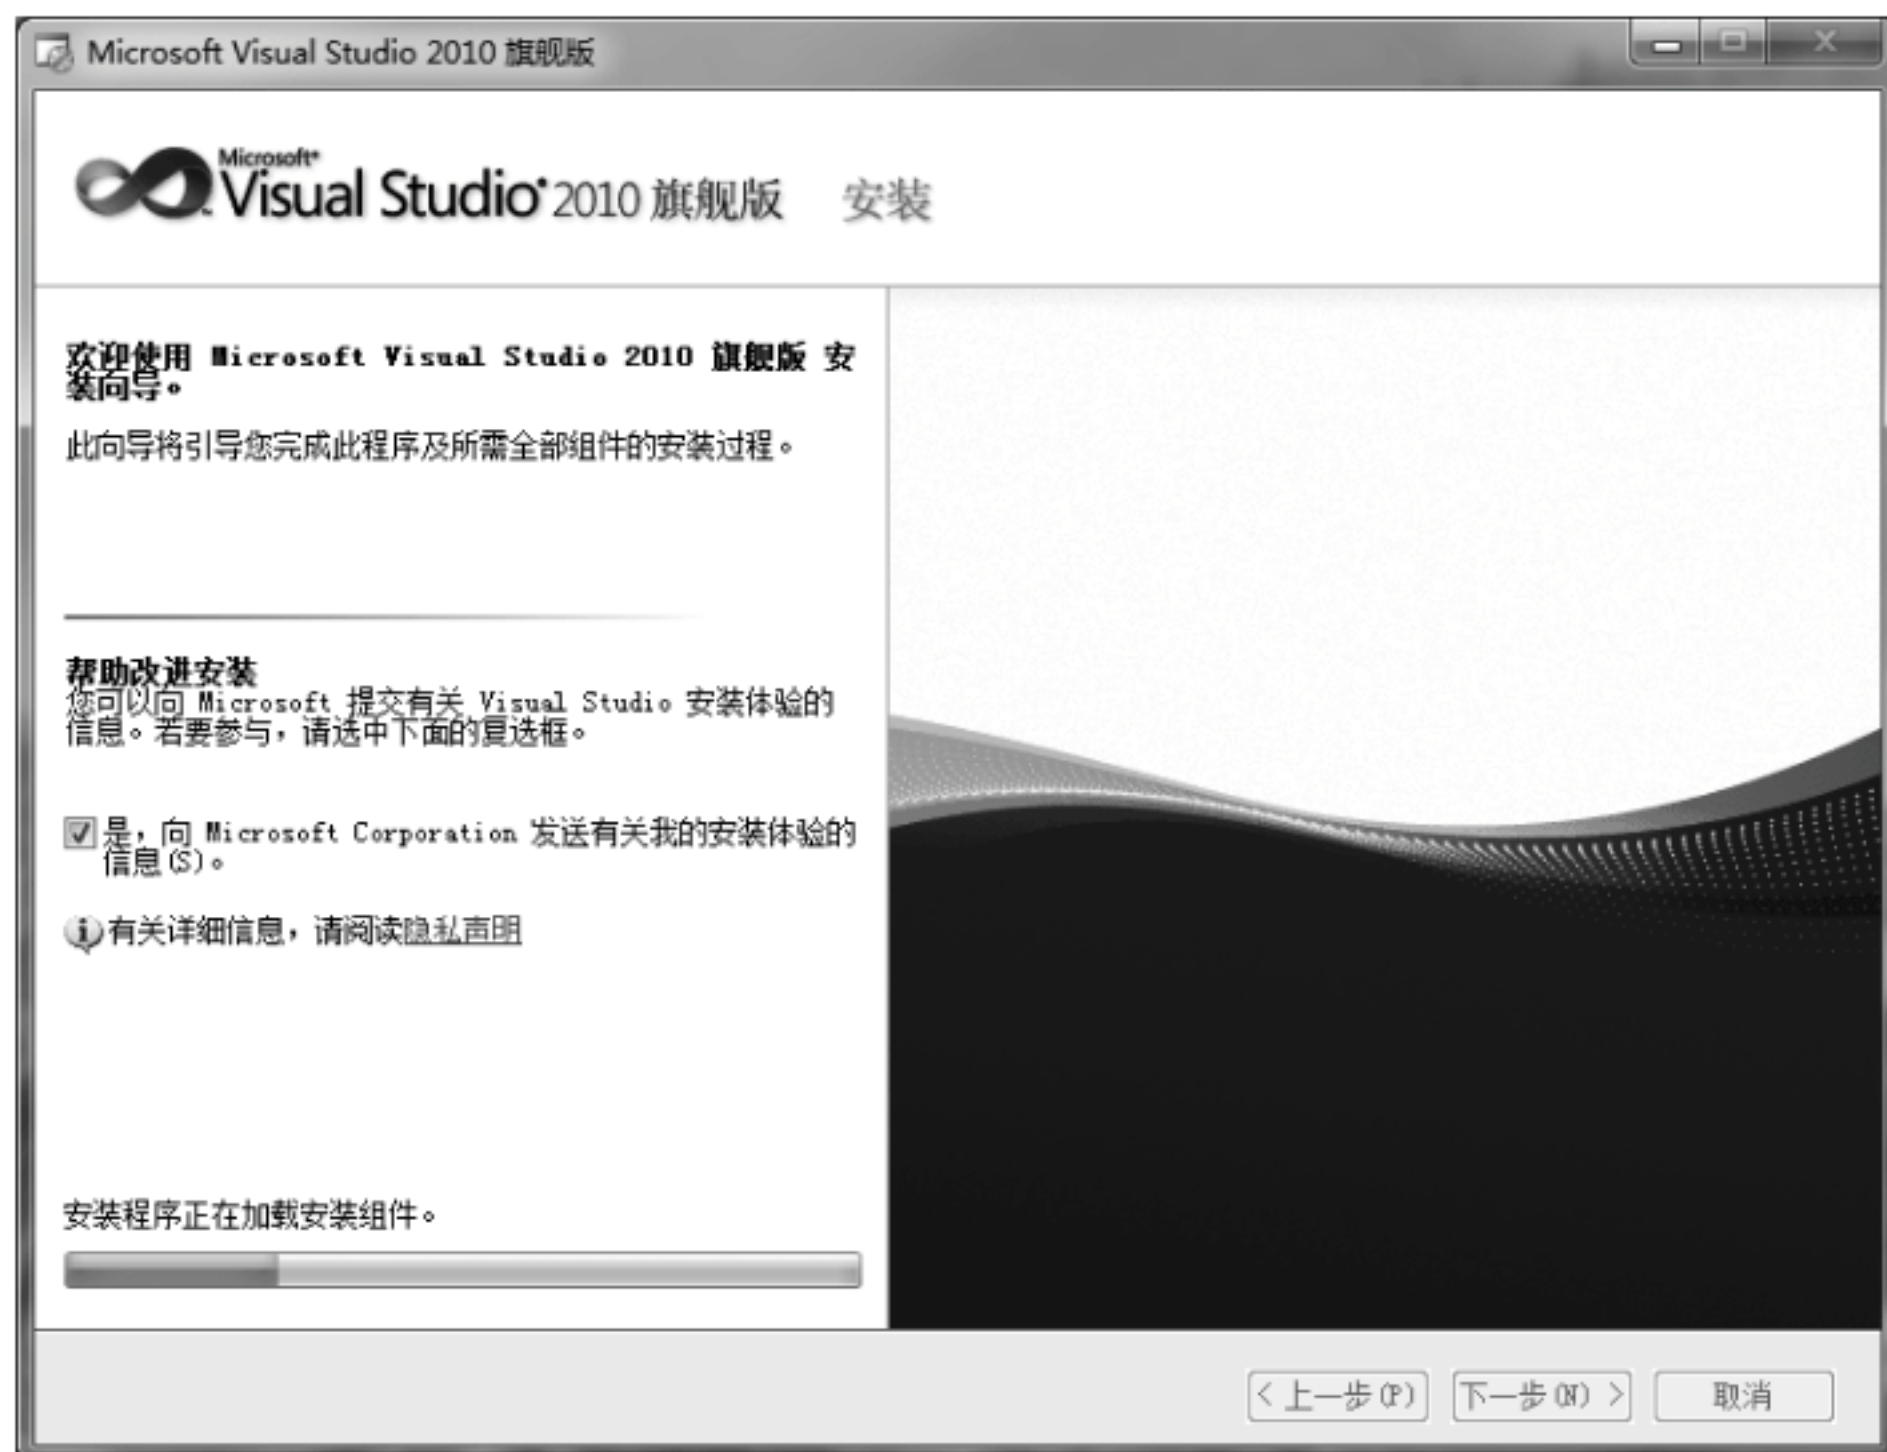 Microsoft Visual Studio 2010 旗舰版
Microsoft
Visual Studio 2010 旗舰版 安装
欢迎使用 Microsoft Visual Studio 2010 旗舰版 安
装向导。
此向导将引导您完成此程序及所需全部组件的安装过程。
帮助改进安装
您可以向 Microsoft 提交有关 Visual Studio 安装体验的
信息。若要参与，请选中下面的复选框。
是，向 Microsoft Corporation 发送有关我的安装体验的
信息(S)。
有关详细信息，请阅读隐私声明
安装程序正在加载安装组件。
< 上一步(P) 下一步(N) > 取消